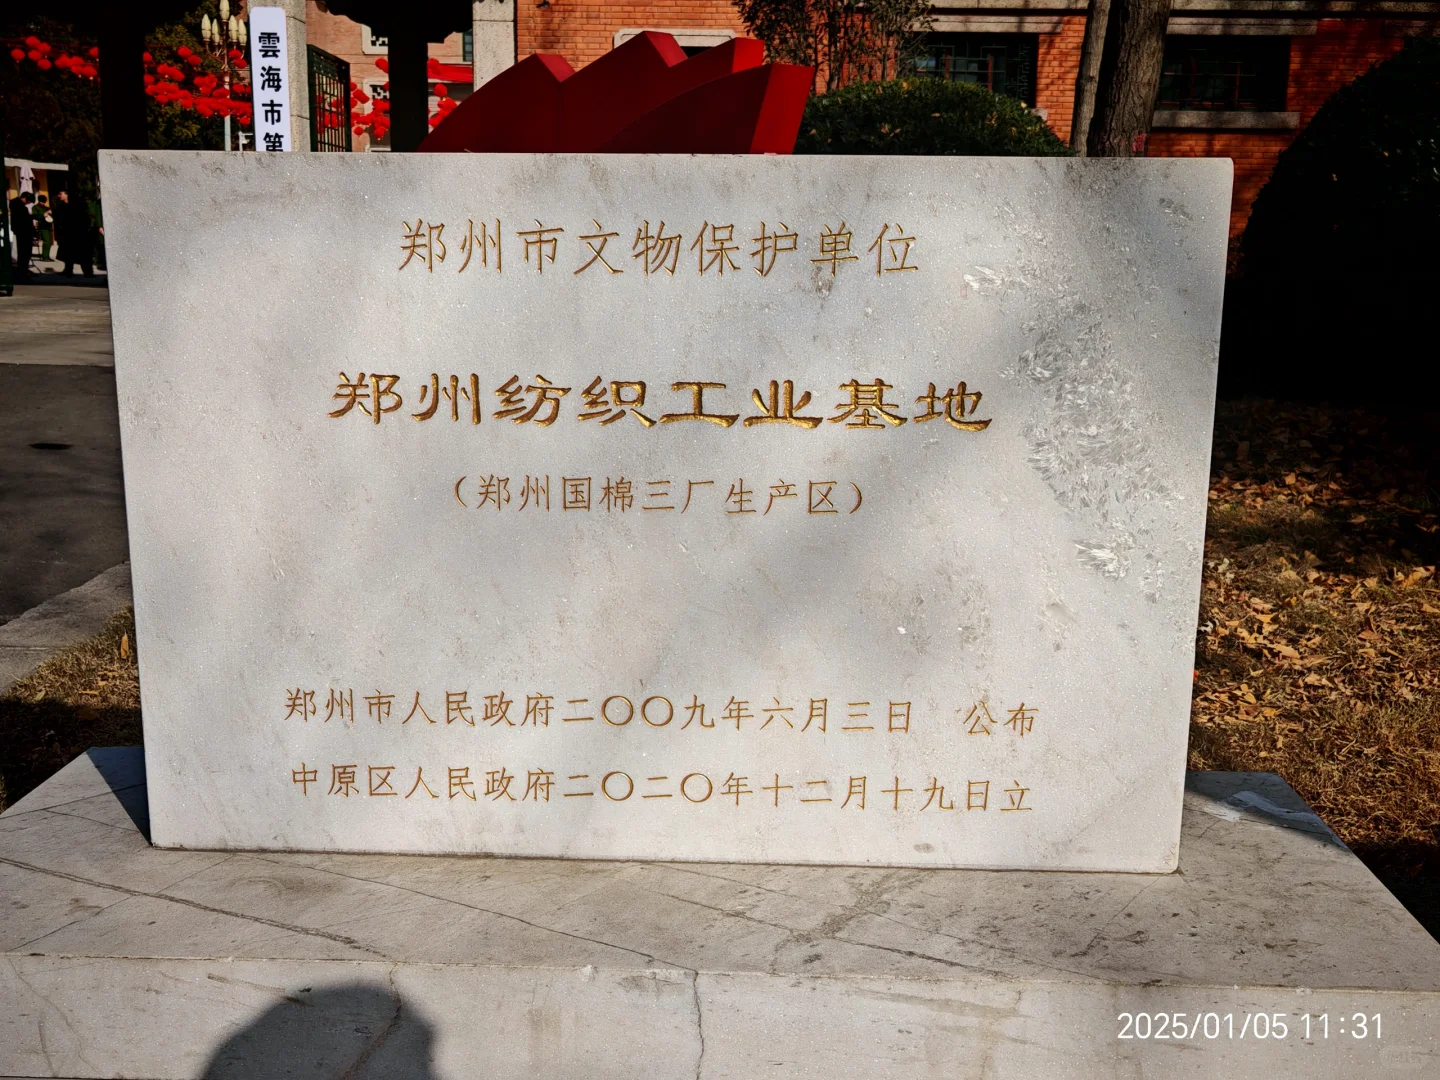 雲海市第
郑州市文物保护单位
郑州纺织工业基地
（郑州国棉三厂生产区）
郑州市人民政府二〇〇九年六月三日 公布
中原区人民政府二〇二〇年十二月十九日立
2025/01/05 11:31